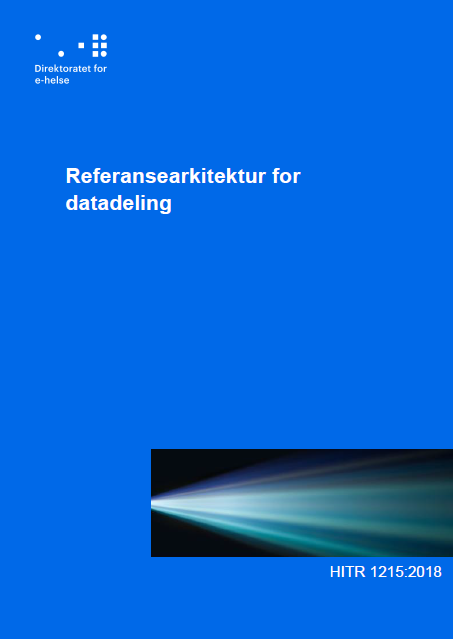 Direktoratet for
e-helse
Referansearkitektur for
datadeling
HITR 1215:2018